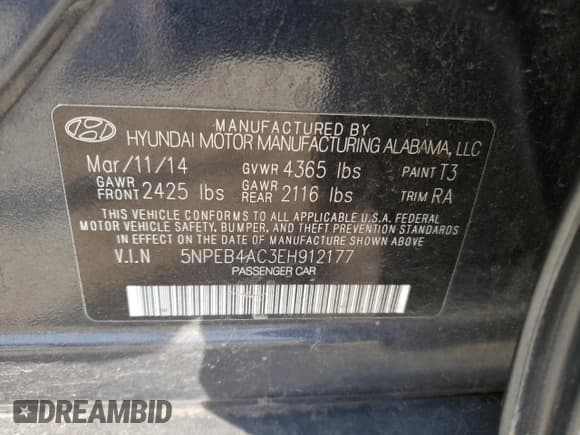 MANUFACTURED BY
HYUNDAI MOTOR MANUFACTURING ALABAMA, LLC
Mar/11/14 GVWR 4365 lbs PAINT T3
GAWR FRONT 2425 lbs GAWR REAR 2116 lbs TRIM RA
THIS VEHICLE CONFORMS TO ALL APPLICABLE U.S.A. FEDERAL
MOTOR VEHICLE SAFETY, BUMPER, AND THEFT PREVENTION
STANDARDS IN EFFECT ON THE DATE OF MANUFACTURE SHOWN ABOVE.
V.I.N 5NPEB4AC3EH912177
PASSENGER CAR
DREAMBID